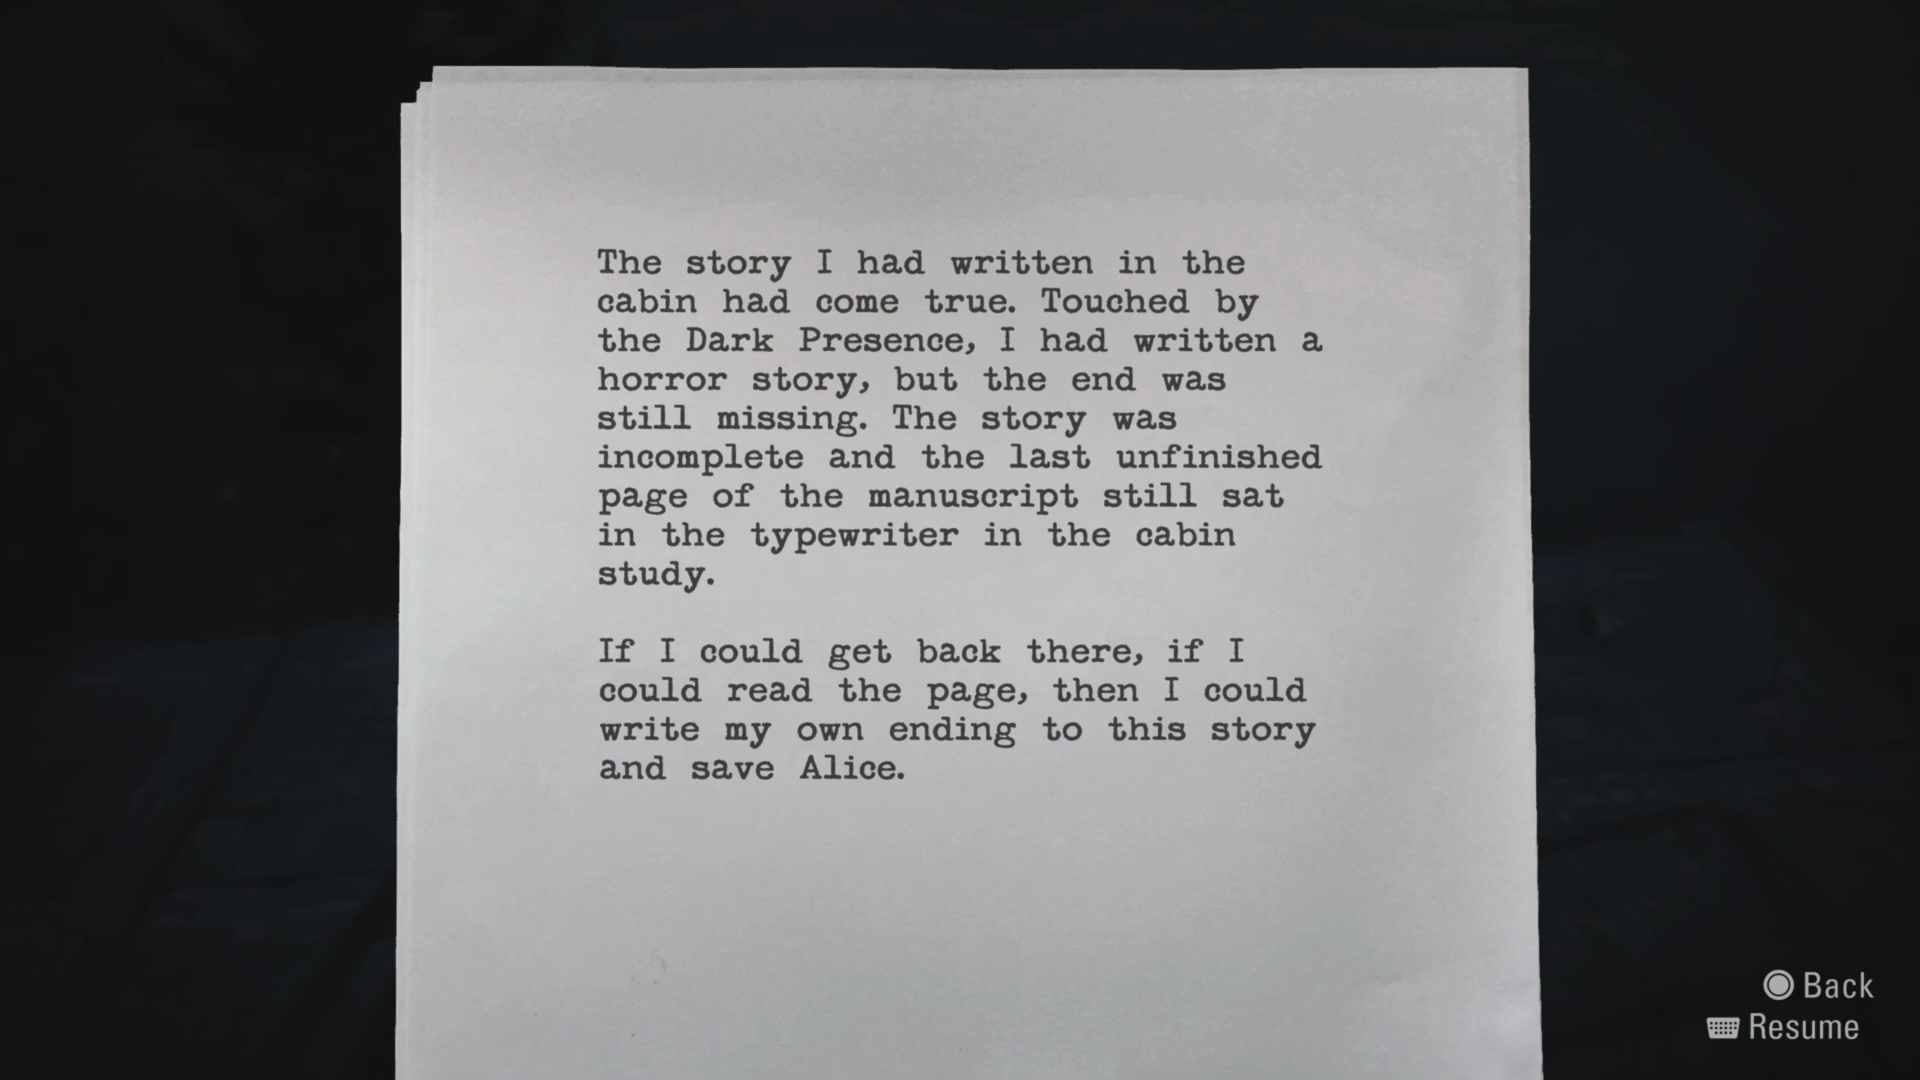 The story I had written in the
cabin had come true. Touched by
the Dark Presence, I had written a
horror story, but the end was
still missing. The story was
incomplete and the last unfinished
page of the manuscript still sat
in the typewriter in the cabin
study.
If I could get back there, if I
could read the page, then I could
write my own ending to this story
and save Alice.
Back
Resume